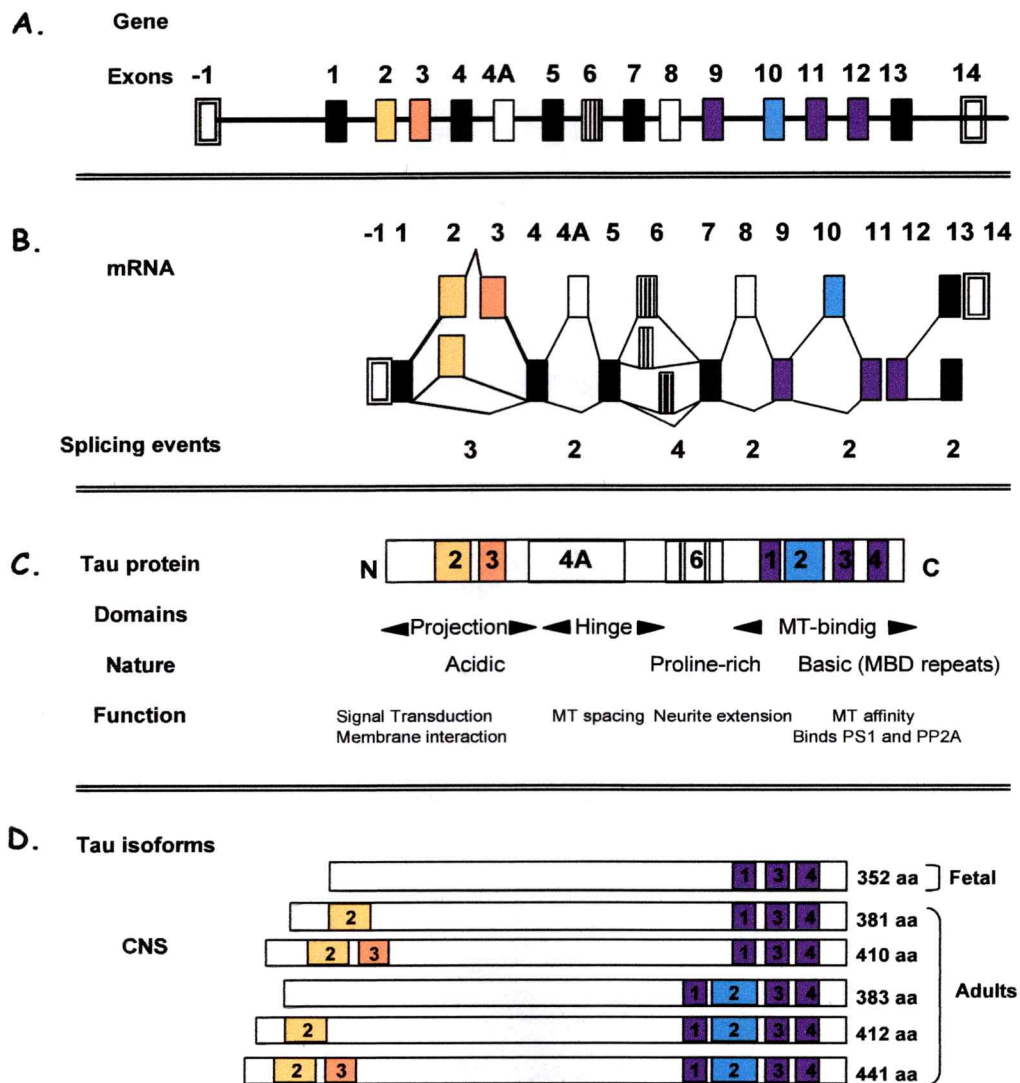 A. Gene
Exons -1 1 2 3 4 4A 5 6 7 8 9 10 11 12 13 14
B. -1 1 2 3 4 4A 5 6 7 8 9 10 11 12 13 14
mRNA
Splicing events 3 2 4 2 2 2
C. Tau protein N 2 3 4A 6 1 2 3 4 C
Domains Projection Hinge MT-bindig
Nature Acidic Proline-rich Basic (MBD repeats)
Function Signal Transduction MT spacing Neurite extension MT affinity
Membrane interaction Binds PS1 and PP2A
D. Tau isoforms
1 3 4 352 aa Fetal
2 1 3 4 381 aa
CNS 2 3 1 3 4 410 aa
1 2 3 4 383 aa Adults
2 1 2 3 4 412 aa
2 3 1 2 3 4 441 aa